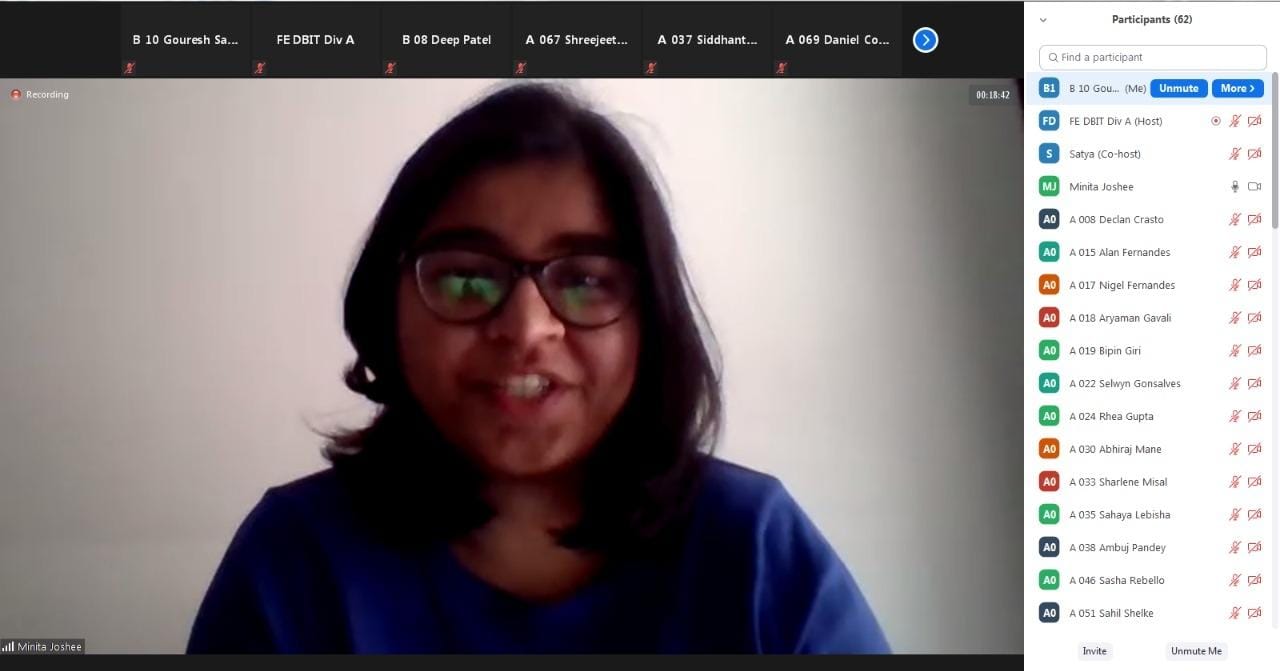 B 10 Gouresh Sa...
FE DBIT Div A
B 08 Deep Patel
A 067 Shreejeet...
A 037 Siddhant...
A 069 Daniel Co...
Recording
00:18:42
Minita Joshee
Participants (62)
Find a participant
B1 B 10 Gou... (Me) Unmute More
FD FE DBIT Div A (Host)
S Satya (Co-host)
MJ Minita Joshee
A0 A 008 Declan Crasto
A0 A 015 Alan Fernandes
A0 A 017 Nigel Fernandes
A0 A 018 Aryaman Gavali
A0 A 019 Bipin Giri
A0 A 022 Selwyn Gonsalves
A0 A 024 Rhea Gupta
A0 A 030 Abhiraj Mane
A0 A 033 Sharlene Misal
A0 A 035 Sahaya Lebisha
A0 A 038 Ambuj Pandey
A0 A 046 Sasha Rebello
A0 A 051 Sahil Shelke
Invite Unmute Me